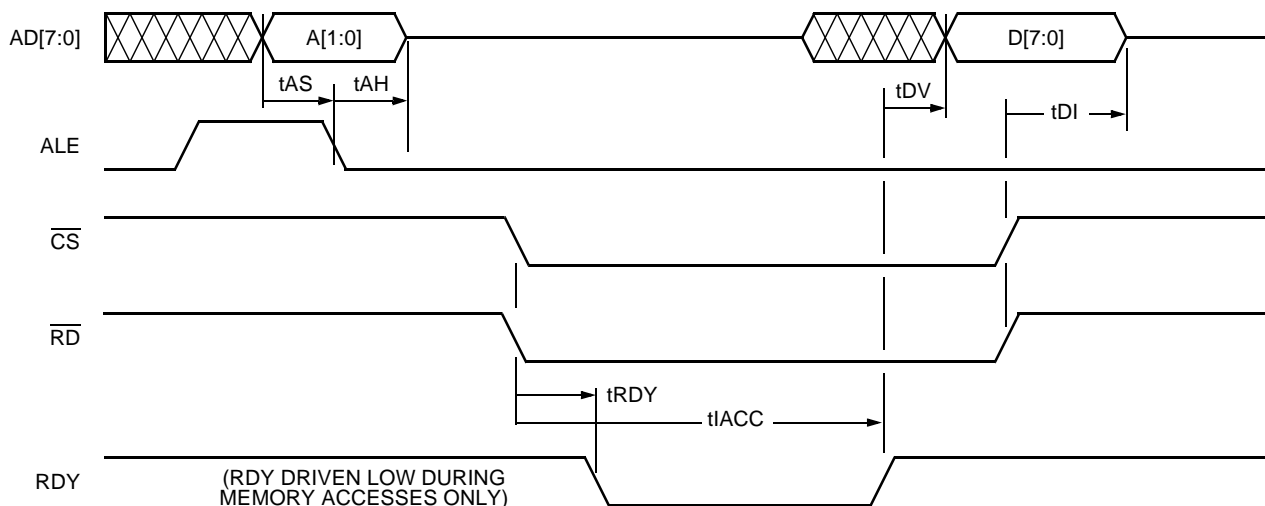 AD[7:0]
A[1:0]
D[7:0]
tAS
tAH
tDV
tDI
ALE
CS
RD
tRDY
tIACC
RDY
(RDY DRIVEN LOW DURING
MEMORY ACCESSES ONLY)